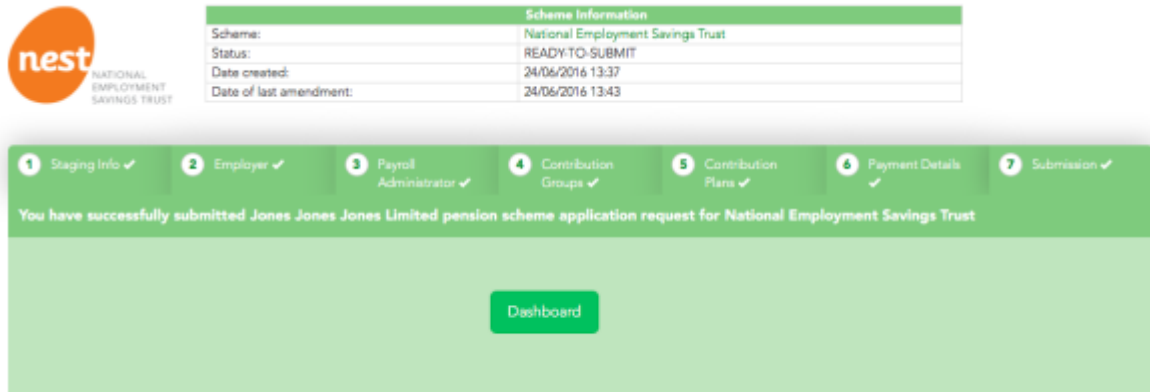 nest
NATIONAL
EMPLOYMENT
SAVINGS TRUST
Scheme Information
Scheme: National Employment Savings Trust
Status: READY-TO-SUBMIT
Date created: 24/06/2016 13:37
Date of last amendment: 24/06/2016 13:43
1 Staging Info ✓
2 Employer ✓
3 Payroll
Administrator ✓
4 Contribution
Groups ✓
5 Contribution
Plans ✓
6 Payment Details
✓
7 Submission ✓
You have successfully submitted Jones Jones Jones Limited pension scheme application request for National Employment Savings Trust
Dashboard